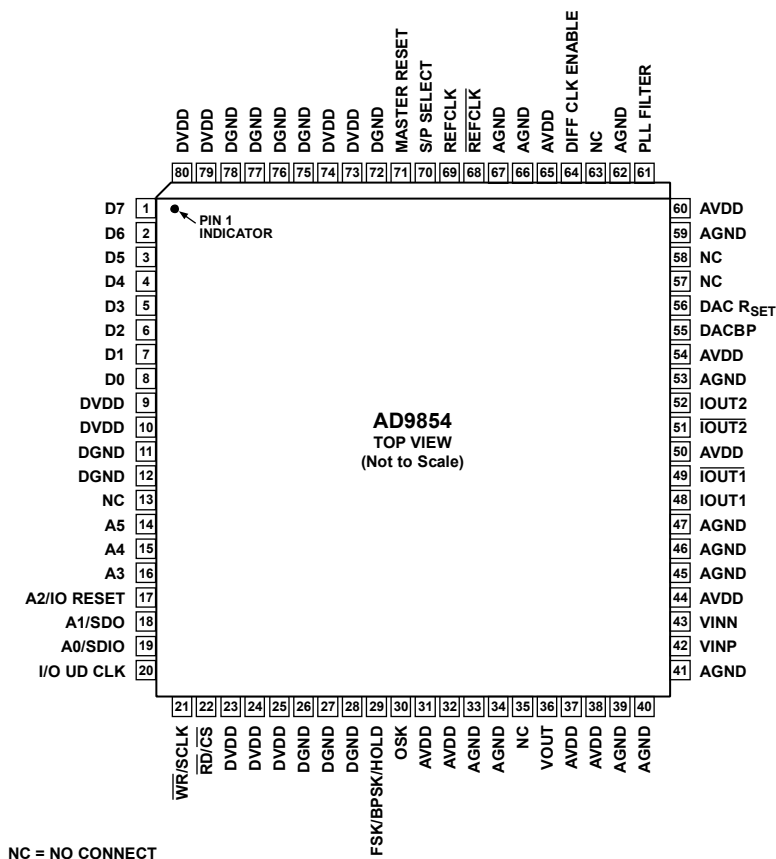 DVDD
DVDD
DGND
DGND
DGND
DGND
DVDD
DVDD
DGND
MASTER RESET
S/P SELECT
REFCLK
REFCLK
AGND
AGND
AVDD
DIFF CLK ENABLE
NC
AGND
PLL FILTER
80 79 78 77 76 75 74 73 72 71 70 69 68 67 66 65 64 63 62 61
D7 1
D6 2
D5 3
D4 4
D3 5
D2 6
D1 7
D0 8
DVDD 9
DVDD 10
DGND 11
DGND 12
NC 13
A5 14
A4 15
A3 16
A2/IO RESET 17
A1/SDO 18
A0/SDIO 19
I/O UD CLK 20
PIN 1
INDICATOR
AD9854
TOP VIEW
(Not to Scale)
60 AVDD
59 AGND
58 NC
57 NC
56 DAC RSET
55 DACBP
54 AVDD
53 AGND
52 IOUT2
51 IOUT2
50 AVDD
49 IOUT1
48 IOUT1
47 AGND
46 AGND
45 AGND
44 AVDD
43 VINN
42 VINP
41 AGND
21 22 23 24 25 26 27 28 29 30 31 32 33 34 35 36 37 38 39 40
WR/SCLK
RD/CS
DVDD
DVDD
DVDD
DGND
DGND
DGND
FSK/BPSK/HOLD
OSK
AVDD
AVDD
AGND
AGND
NC
VOUT
AVDD
AVDD
AGND
AGND
NC = NO CONNECT